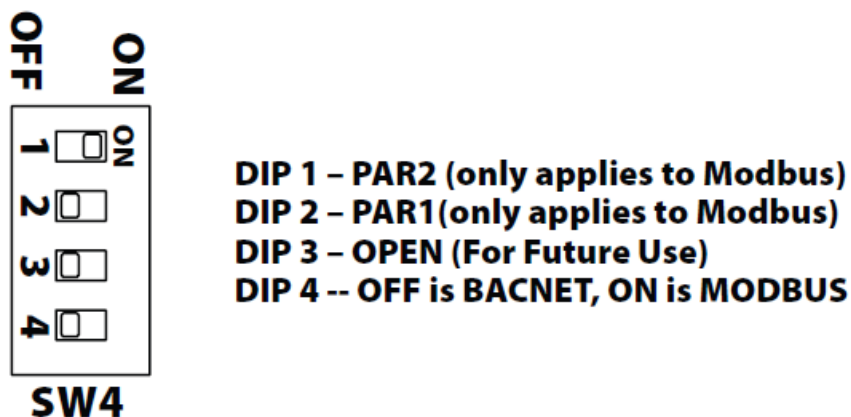 OFF
ON
1
ON
2
3
4
SW4
DIP 1 – PAR2 (only applies to Modbus)
DIP 2 – PAR1(only applies to Modbus)
DIP 3 – OPEN (For Future Use)
DIP 4 -- OFF is BACNET, ON is MODBUS